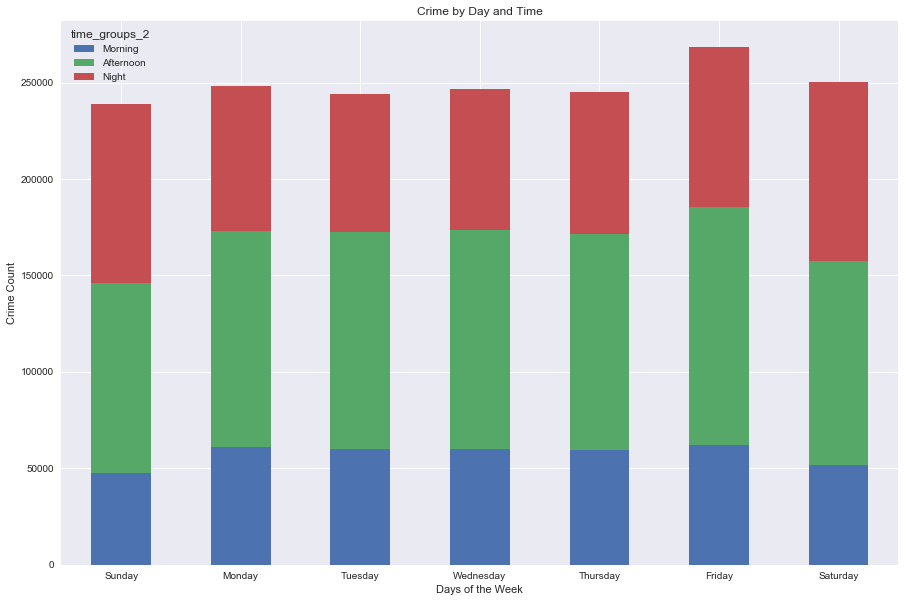 Crime by Day and Time
time_groups_2
Morning
Afternoon
Night
250000
200000
150000
100000
50000
0
Crime Count
Sunday Monday Tuesday Wednesday Thursday Friday Saturday
Days of the Week